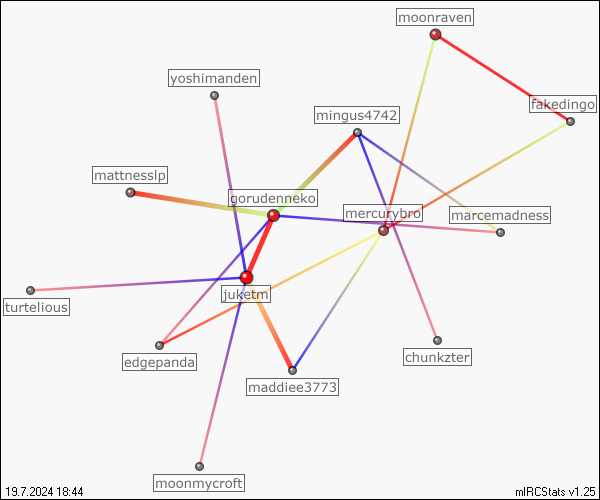 moonraven
yoshimanden
fakedingo
mingus4742
mattnesslp
gorudenneko
mercurybro
marcemadness
juketm
turtelious
edgepanda
chunkzter
maddiee3773
moonmycroft
19.7.2024 18:44
mIRCStats v1.25